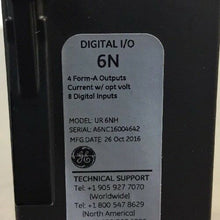 DIGITAL I/O
6N
4 Form-A Outputs
Current w/ opt volt
8 Digital Inputs
MODEL: UR 6NH
SERIAL: A6NC16004642
MFG.DATE: 26 Oct 2016
GE
TECHNICAL SUPPORT
Tel: +1 905 927 7070
(Worldwide)
Tel: +1 800 547 8629
(North America)